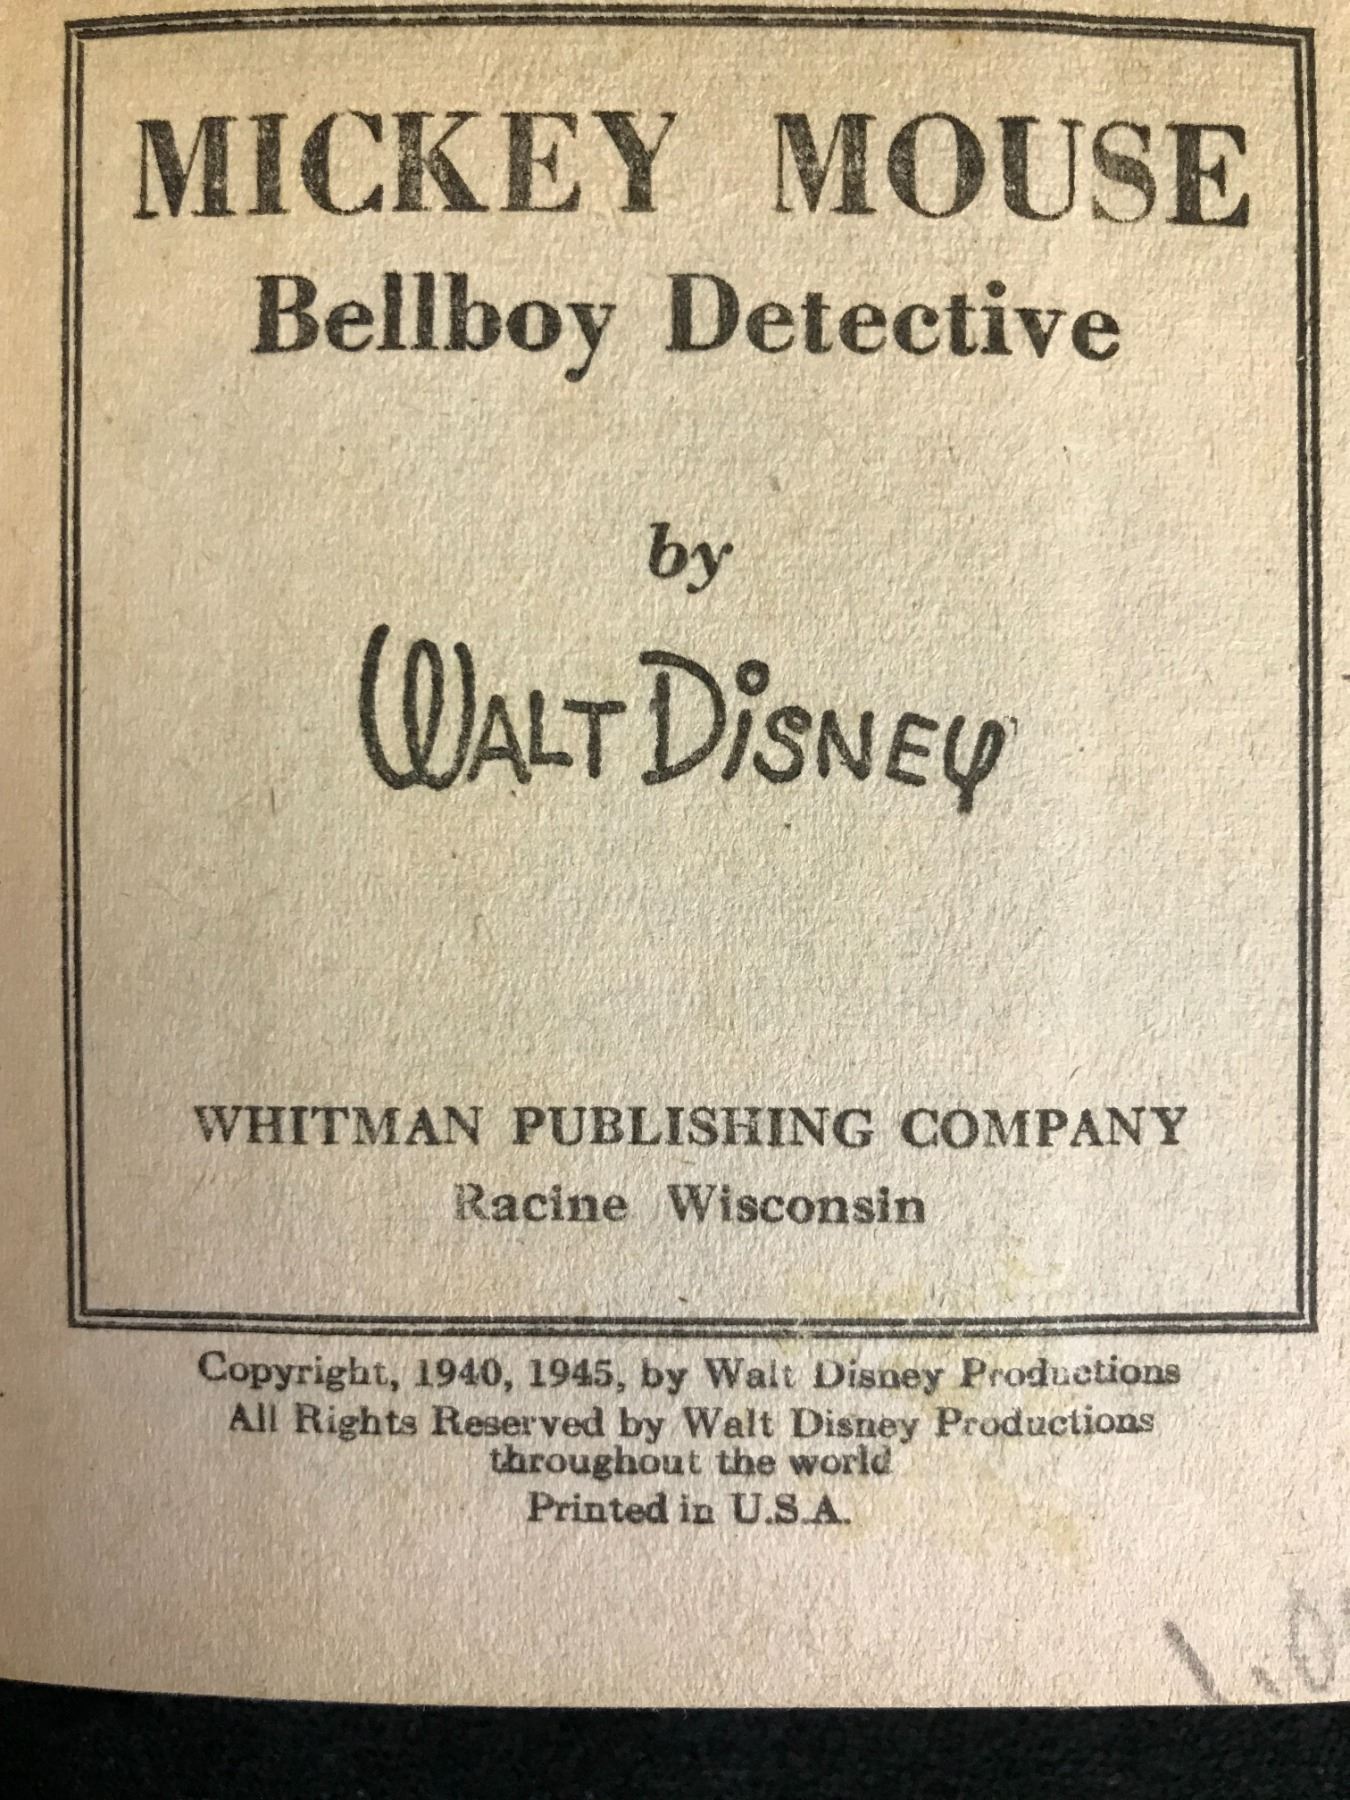 MICKEY MOUSE
Bellboy Detective
by
WALT DISNEY
WHITMAN PUBLISHING COMPANY
Racine Wisconsin
Copyright, 1940, 1945, by Walt Disney Productions
All Rights Reserved by Walt Disney Productions
throughout the world
Printed in U.S.A.